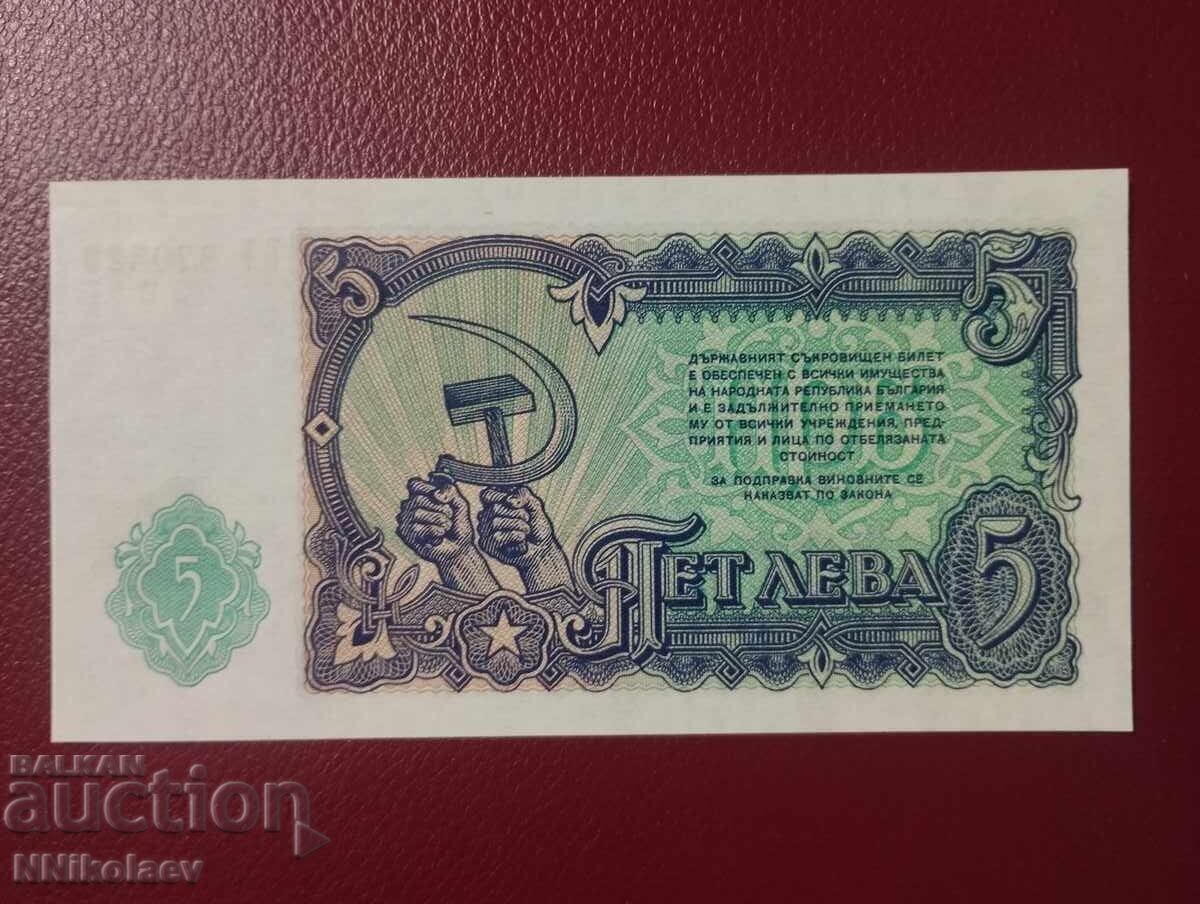 5
5
ДЪРЖАВНИЯТ СЪКРОВИЩЕН БИЛЕТ
Е ОБЕСПЕЧЕН С ВСИЧКИ ИМУЩЕСТВА
НА НАРОДНАТА РЕПУБЛИКА БЪЛГАРИЯ
И Е ЗАДЪЛЖИТЕЛНО ПРИЕМАНЕТО
МУ ОТ ВСИЧКИ УЧРЕЖДЕНИЯ, ПРЕД-
ПРИЯТИЯ И ЛИЦА ПО ОТБЕЛЯЗАНАТА
СТОЙНОСТ
ЗА ПОДПРАВКА ВИНОВНИТЕ СЕ
НАКАЗВАТ ПО ЗАКОНА
5
ПЕТ ЛЕВА
5
BALKAN
auction
NNikolaev